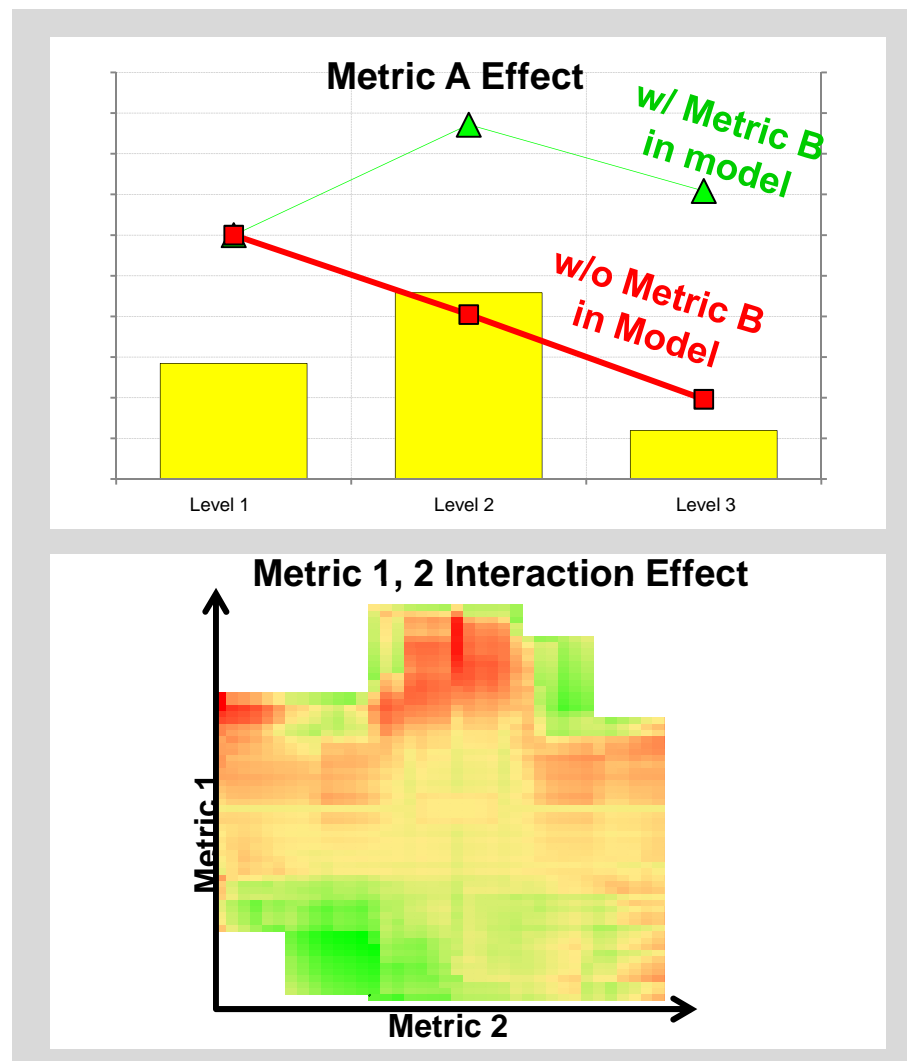 Metric A Effect
w/ Metric B
in model
w/o Metric B
in Model
Level 1
Level 2
Level 3
Metric 1, 2 Interaction Effect
Metric 1
Metric 2